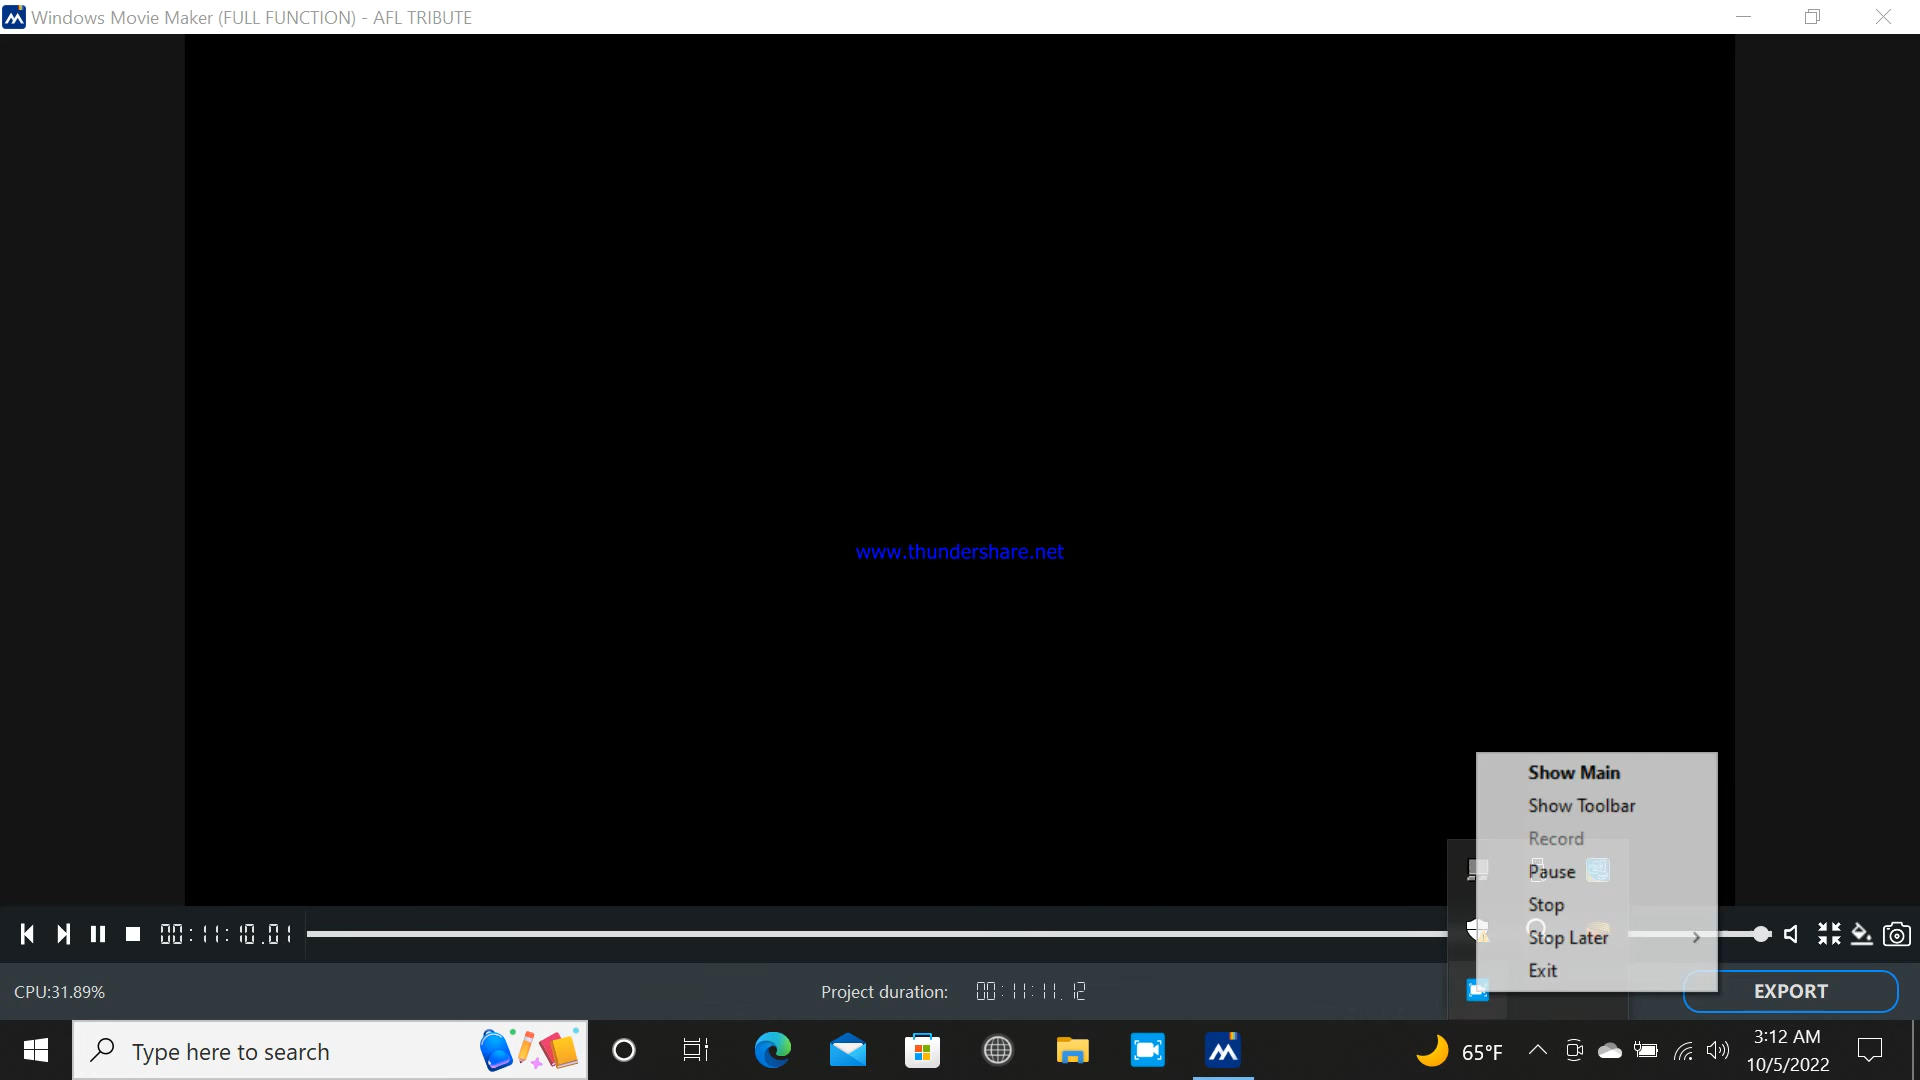 Windows Movie Maker (FULL FUNCTION) - AFL TRIBUTE
www.thundershare.net
Show Main
Show Toolbar
Record
Pause
Stop
Stop Later
Exit
00:11:10.01
CPU:31.89%
Project duration: 00:11:11.12
EXPORT
Type here to search
65°F
3:12 AM
10/5/2022